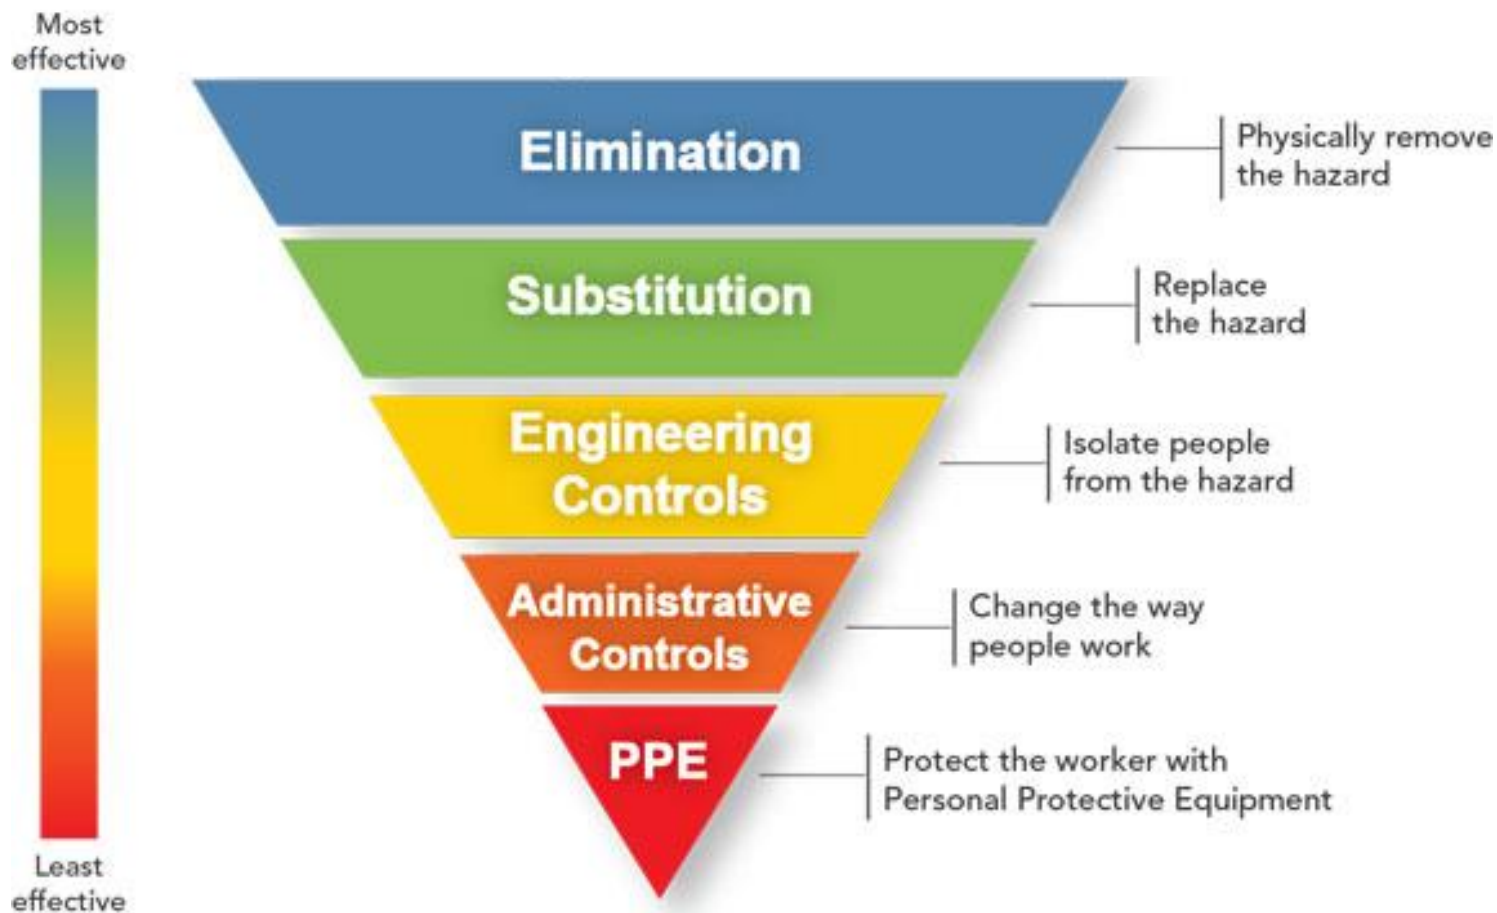 Most
effective
Elimination
Physically remove
the hazard
Substitution
Replace
the hazard
Engineering
Controls
Isolate people
from the hazard
Administrative
Controls
Change the way
people work
PPE
Protect the worker with
Personal Protective Equipment
Least
effective